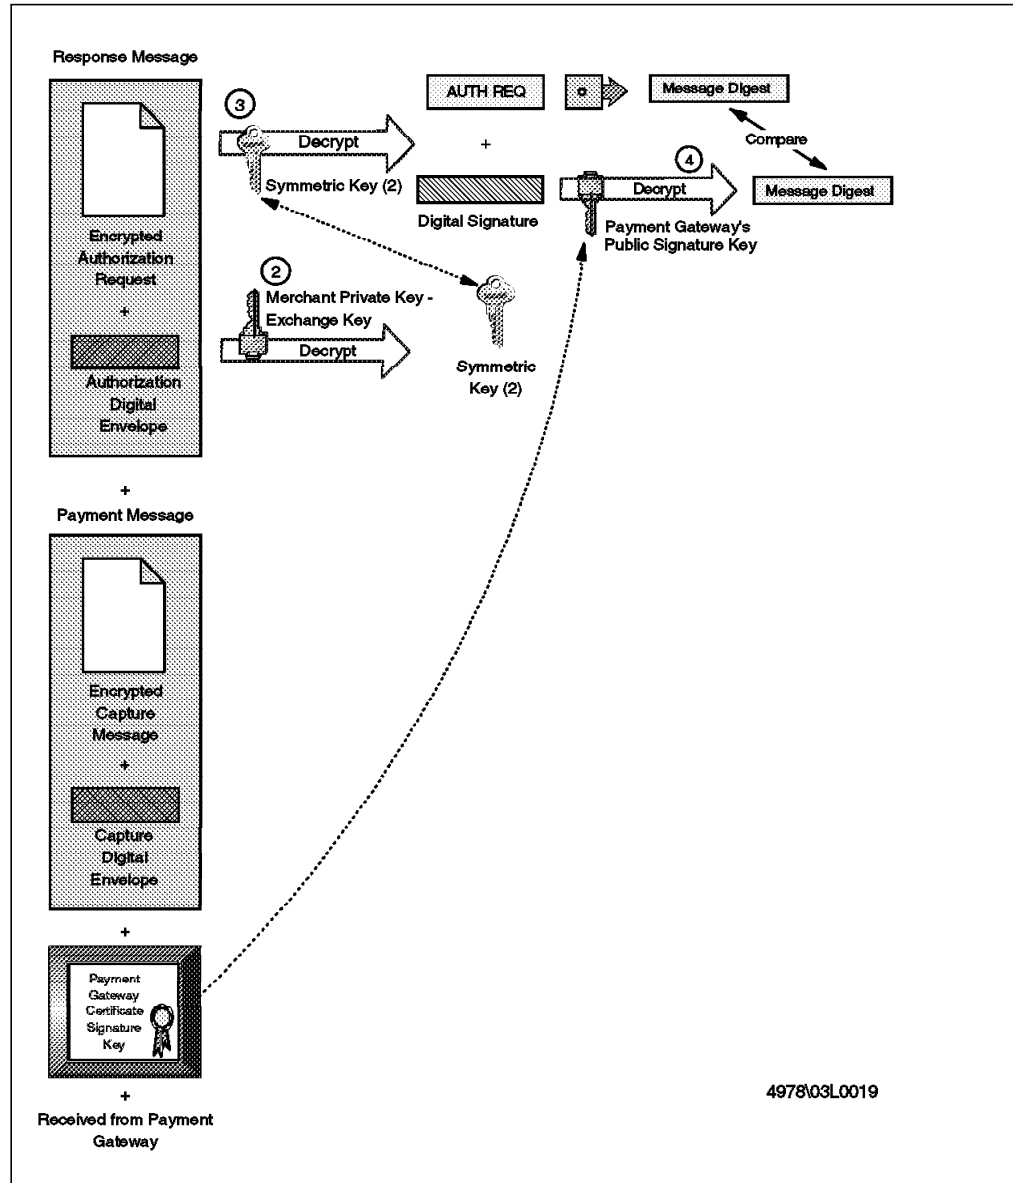 Response Message
Encrypted
Authorization
Request
+
Authorization
Digital
Envelope
3
Decrypt
Symmetric Key (2)
AUTH REQ
+
Digital Signature
Message Digest
Compare
4
Decrypt
Message Digest
Payment Gateway's
Public Signature Key
2
Merchant Private Key -
Exchange Key
Decrypt
Symmetric
Key (2)
+
Payment Message
Encrypted
Capture
Message
+
Capture
Digital
Envelope
+
Payment
Gateway
Certificate
Signature
Key
+
Received from Payment
Gateway
4978\03L0019